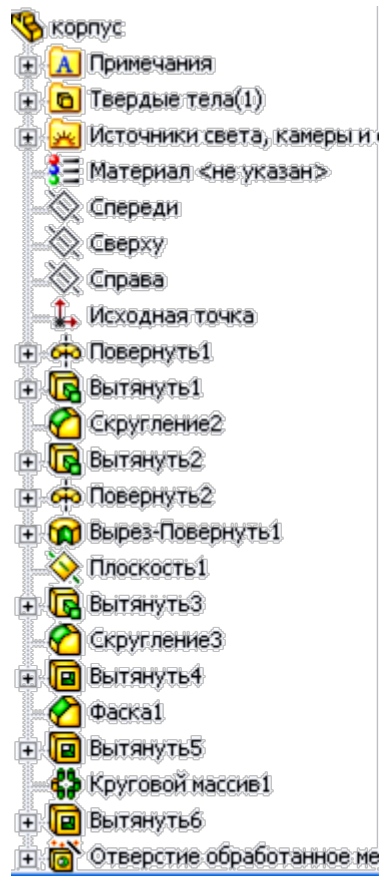 корпус
Примечания
Твердые тела(1)
Источники света, камеры и
Материал <не указан>
Спереди
Сверху
Справа
Исходная точка
Повернуть1
Вытянуть1
Скругление2
Вытянуть2
Повернуть2
Вырез-Повернуть1
Плоскость1
Вытянуть3
Скругление3
Вытянуть4
Фаска1
Вытянуть5
Круговой массив1
Вытянуть6
Отверстие обработанное ме